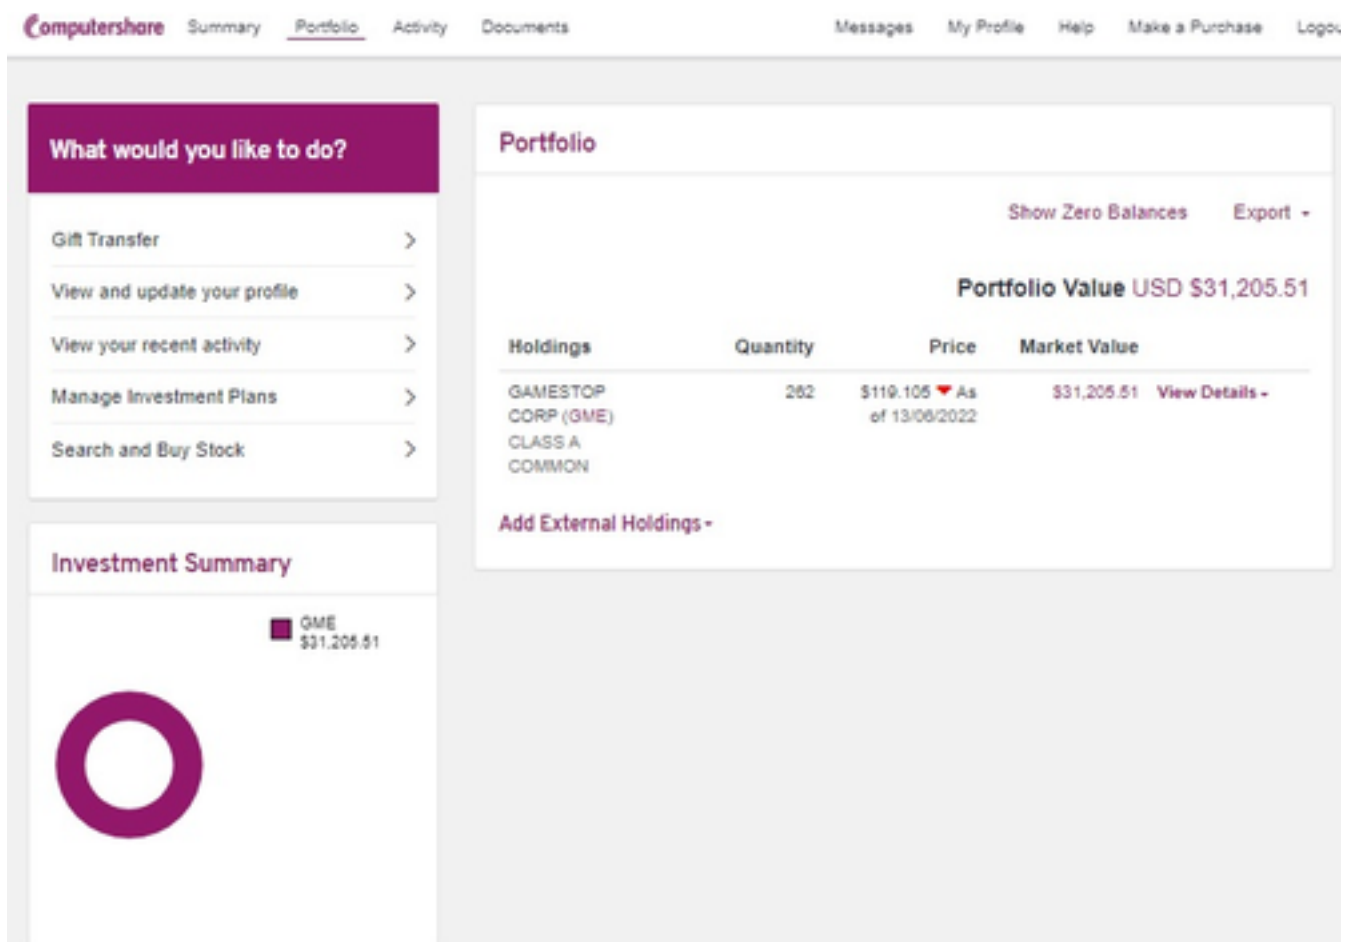 Computershare Summary Portfolio Activity Documents Messages My Profile Help Make a Purchase Logou
What would you like to do?
Gift Transfer
View and update your profile
View your recent activity
Manage Investment Plans
Search and Buy Stock
Investment Summary
GME
$31,205.51
Portfolio
Show Zero Balances Export
Portfolio Value USD $31,205.51
Holdings Quantity Price Market Value
GAMESTOP 262 $119.105 As $31,205.51 View Details
CORP (GME) of 13/06/2022
CLASS A
COMMON
Add External Holdings